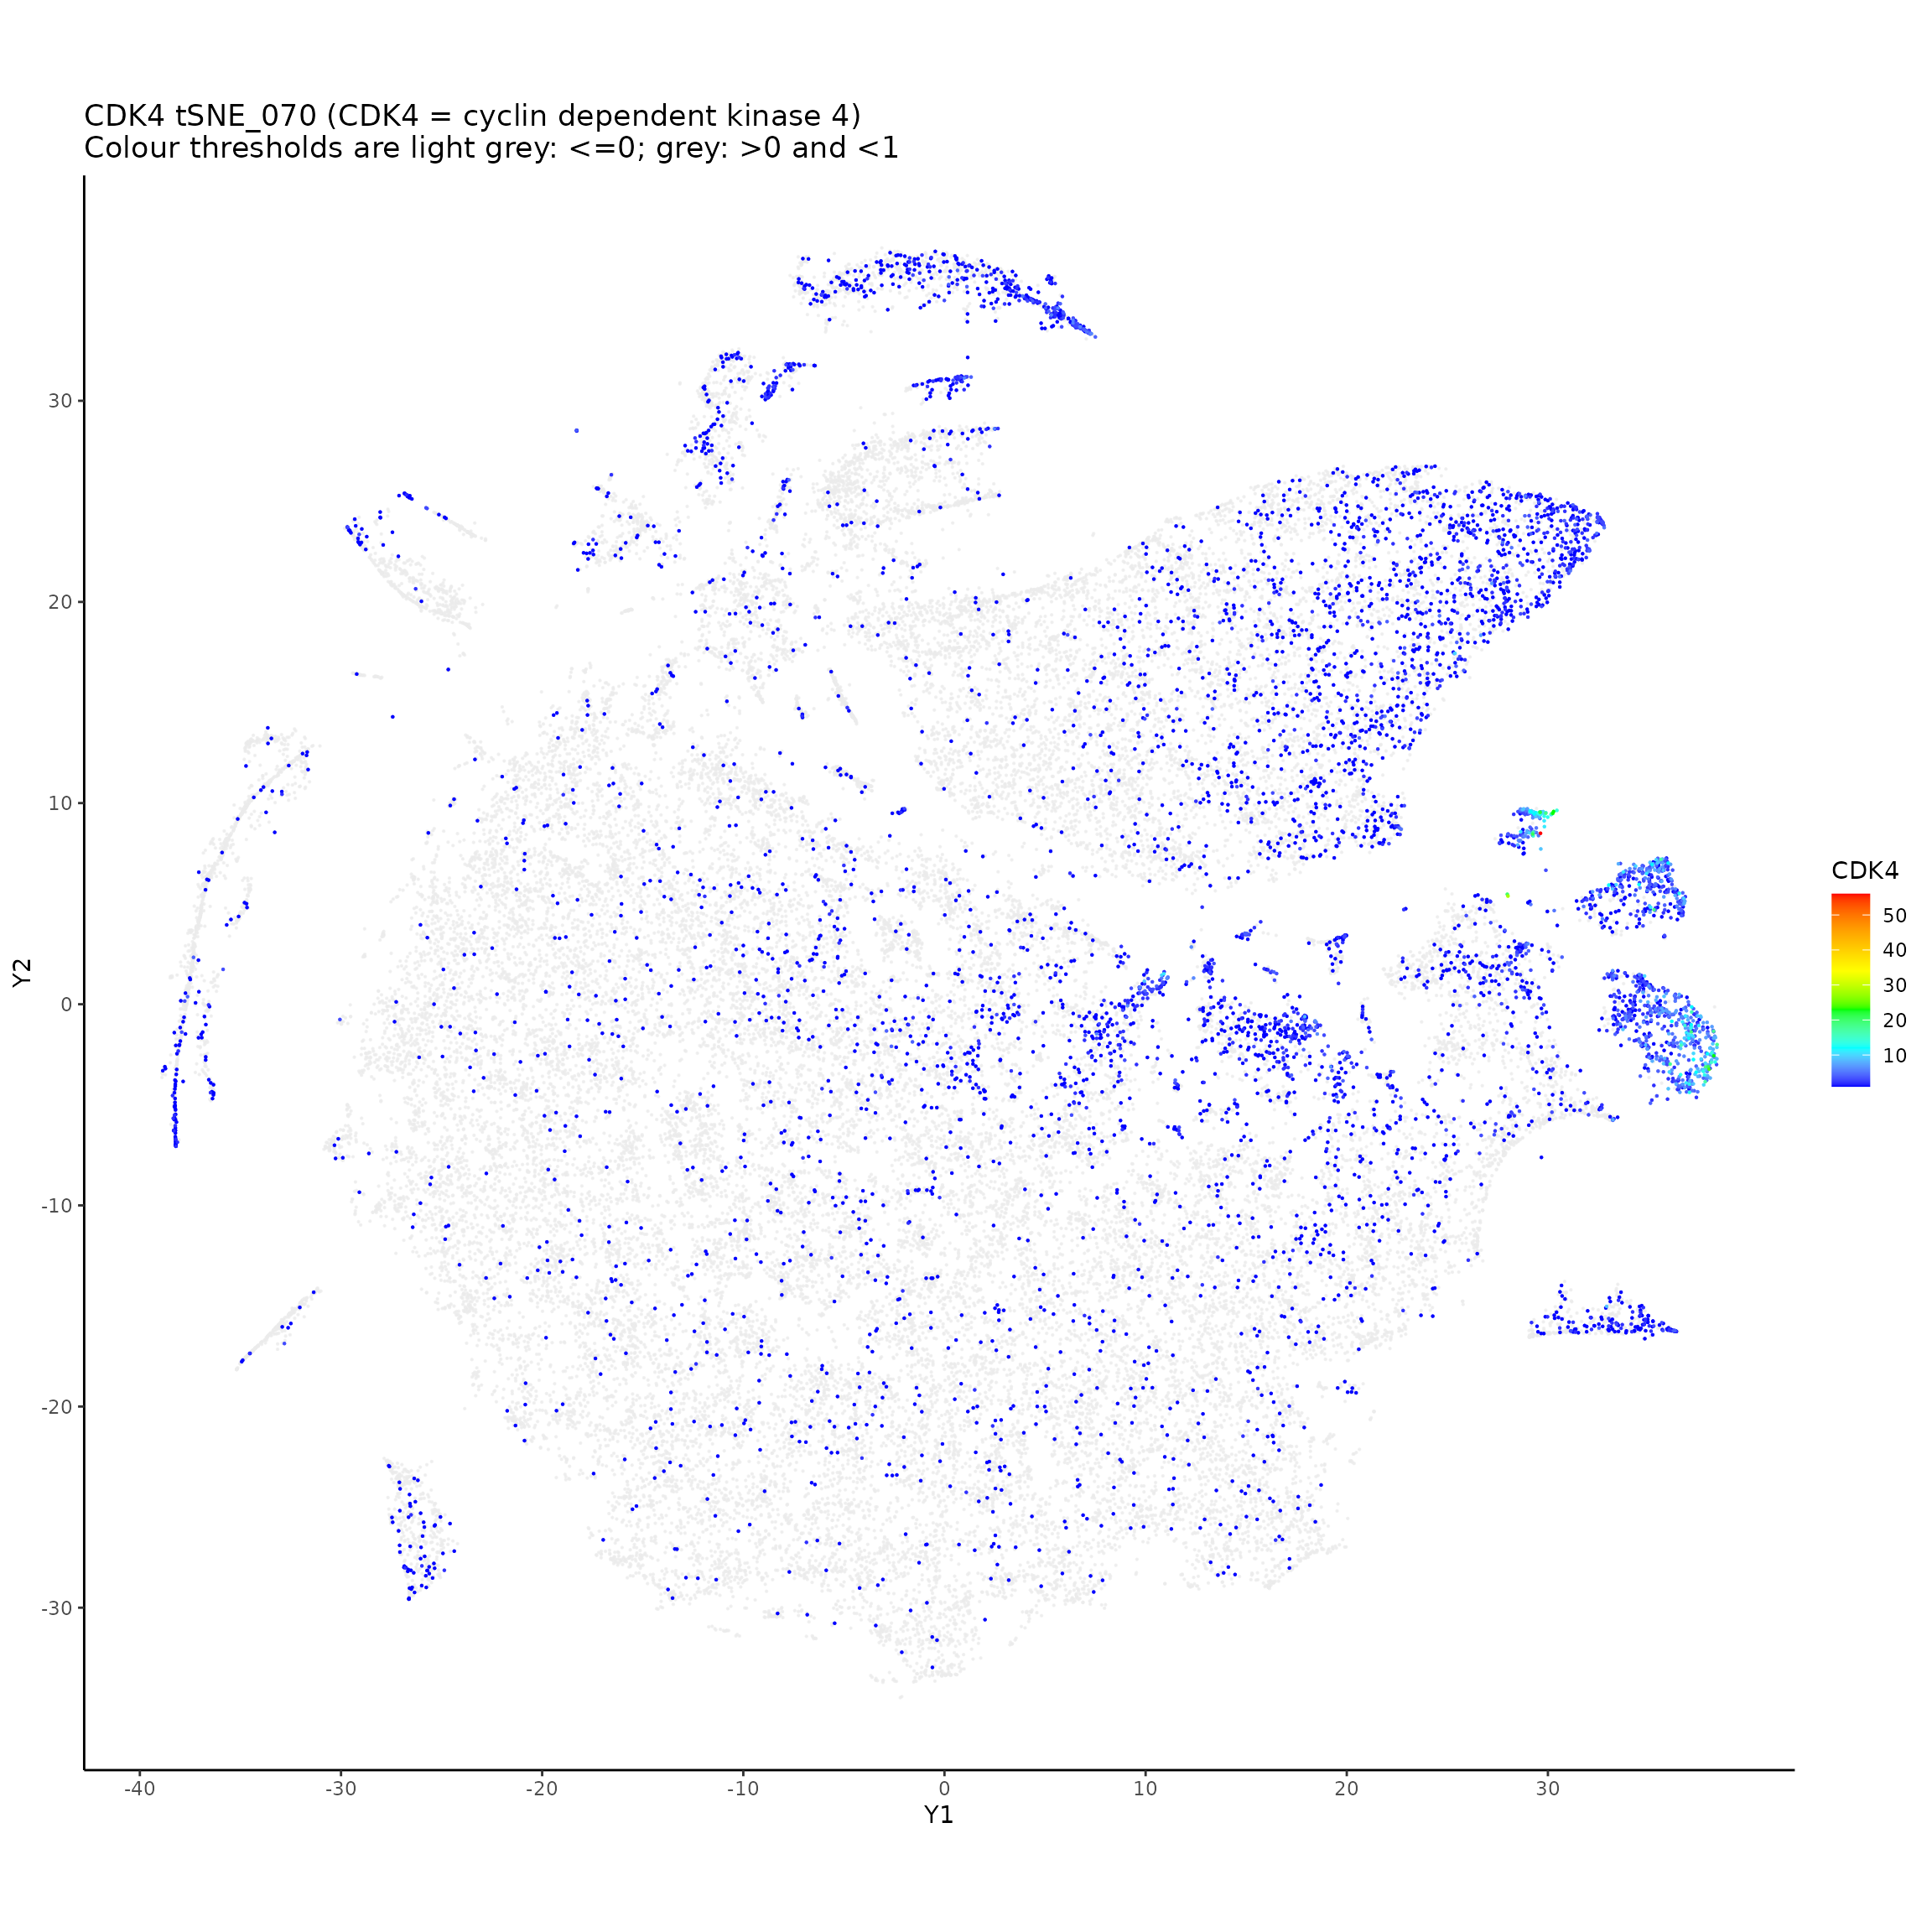 CDK4 tSNE_070 (CDK4 = cyclin dependent kinase 4)
Colour thresholds are light grey: <=0; grey: >0 and <1
30
20
10
0
-10
-20
-30
Y2
-40 -30 -20 -10 0 10 20 30
Y1
CDK4
50
40
30
20
10